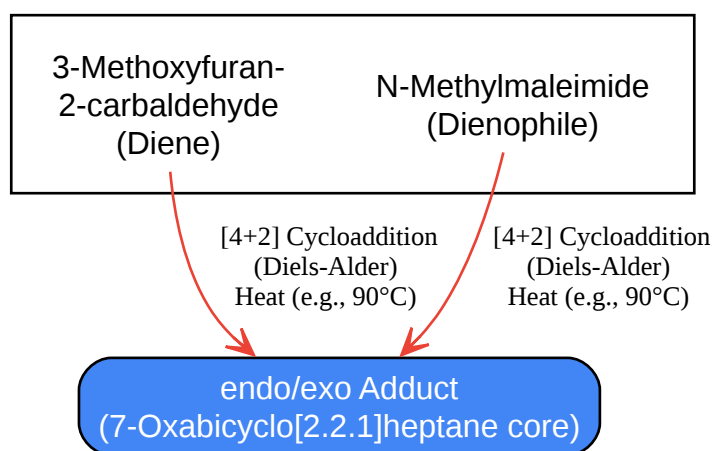 3-Methoxyfuran-
2-carbaldehyde
(Diene)
N-Methylmaleimide
(Dienophile)
[4+2] Cycloaddition
(Diels-Alder)
Heat (e.g., 90°C)
[4+2] Cycloaddition
(Diels-Alder)
Heat (e.g., 90°C)
endo/exo Adduct
(7-Oxabicyclo[2.2.1]heptane core)